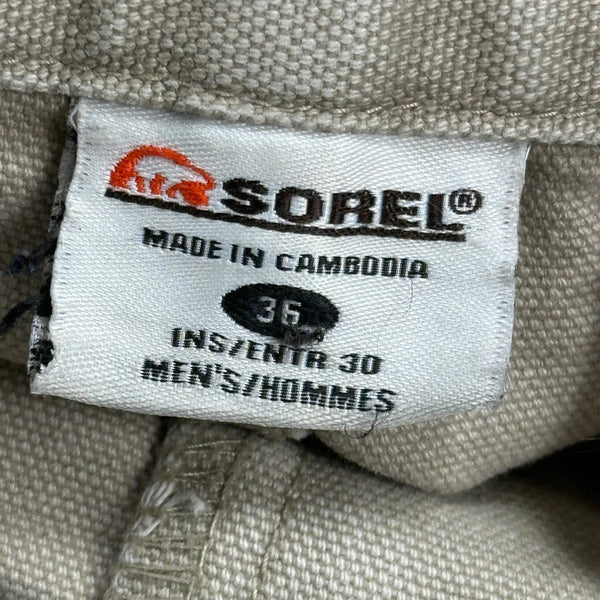 SOREL®
MADE IN CAMBODIA
36
INS/ENTR 30
MEN'S/HOMMES